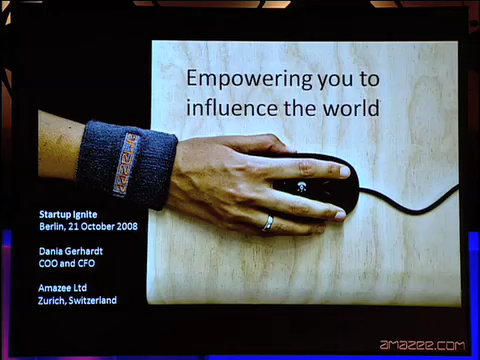 Empowering you to
influence the world
amazee
Startup Ignite
Berlin, 21 October 2008
Dania Gerhardt
COO and CFO
Amazee Ltd
Zurich, Switzerland
amazee.com